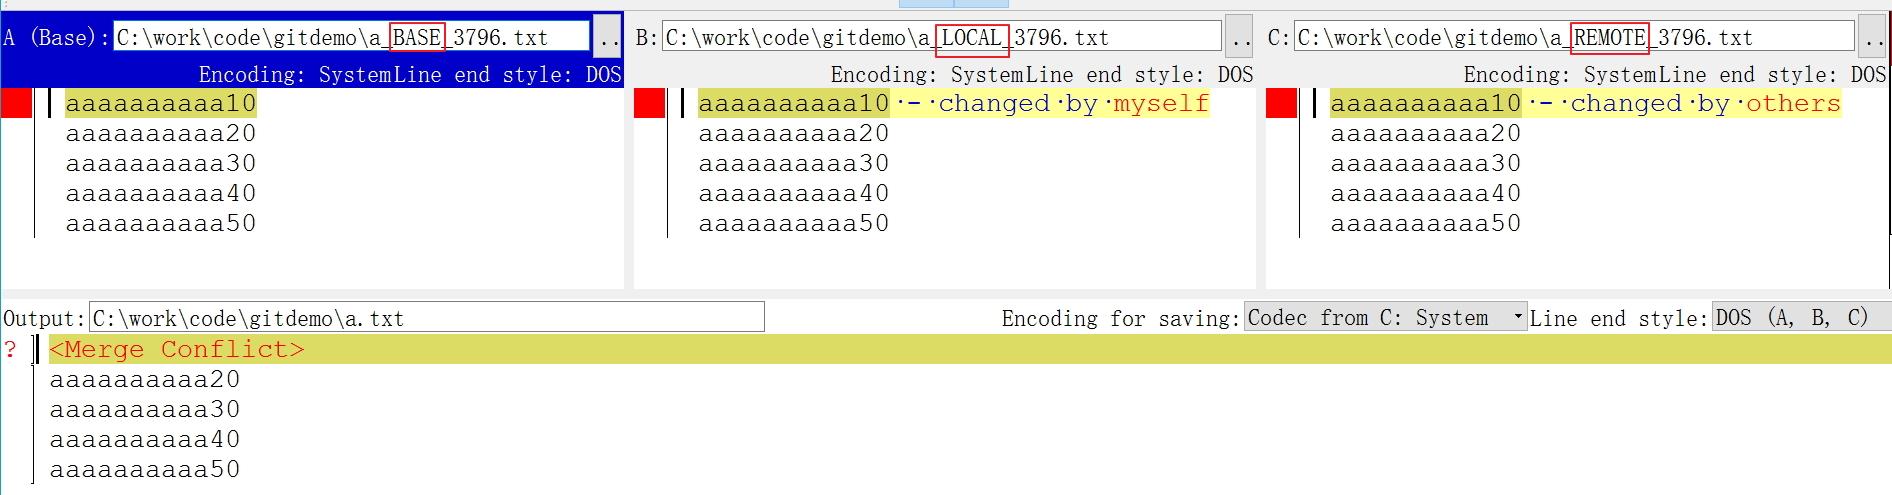 A (Base): C:\work\code\gitdemo\a_BASE_3796.txt ..
Encoding: SystemLine end style: DOS
aaaaaaaaaa10
aaaaaaaaaa20
aaaaaaaaaa30
aaaaaaaaaa40
aaaaaaaaaa50
B: C:\work\code\gitdemo\a_LOCAL_3796.txt ..
Encoding: SystemLine end style: DOS
aaaaaaaaaa10·-·changed·by·myself
aaaaaaaaaa20
aaaaaaaaaa30
aaaaaaaaaa40
aaaaaaaaaa50
C: C:\work\code\gitdemo\a_REMOTE_3796.txt ..
Encoding: SystemLine end style: DOS
aaaaaaaaaa10·-·changed·by·others
aaaaaaaaaa20
aaaaaaaaaa30
aaaaaaaaaa40
aaaaaaaaaa50
Output: C:\work\code\gitdemo\a.txt Encoding for saving: Codec from C: System Line end style: DOS (A, B, C)
? <Merge Conflict>
aaaaaaaaaa20
aaaaaaaaaa30
aaaaaaaaaa40
aaaaaaaaaa50